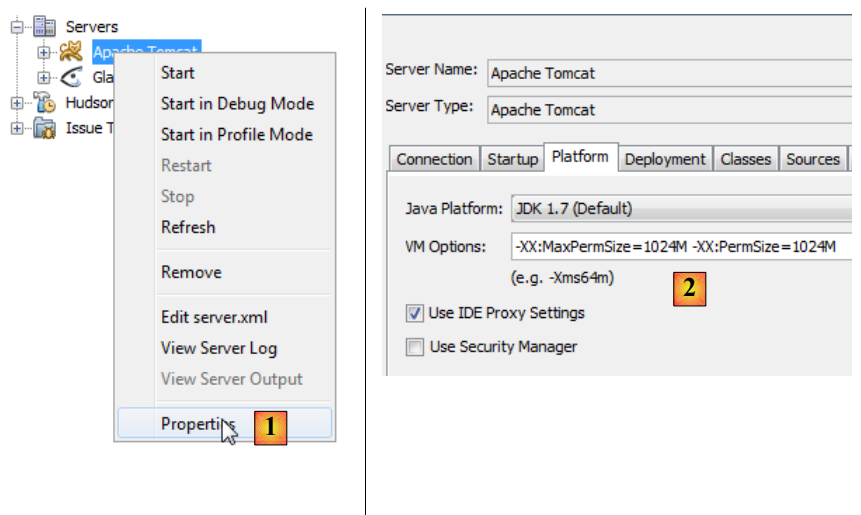 Servers
Apache Tomcat
Gla
Start
Start in Debug Mode
Hudson
Start in Profile Mode
Issue T
Restart
Stop
Refresh
Remove
Edit server.xml
View Server Log
View Server Output
Properties
1
Server Name: Apache Tomcat
Server Type: Apache Tomcat
Connection Startup Platform Deployment Classes Sources
Java Platform: JDK 1.7 (Default)
VM Options: -XX:MaxPermSize=1024M -XX:PermSize=1024M
(e.g. -Xms64m)
2
Use IDE Proxy Settings
Use Security Manager